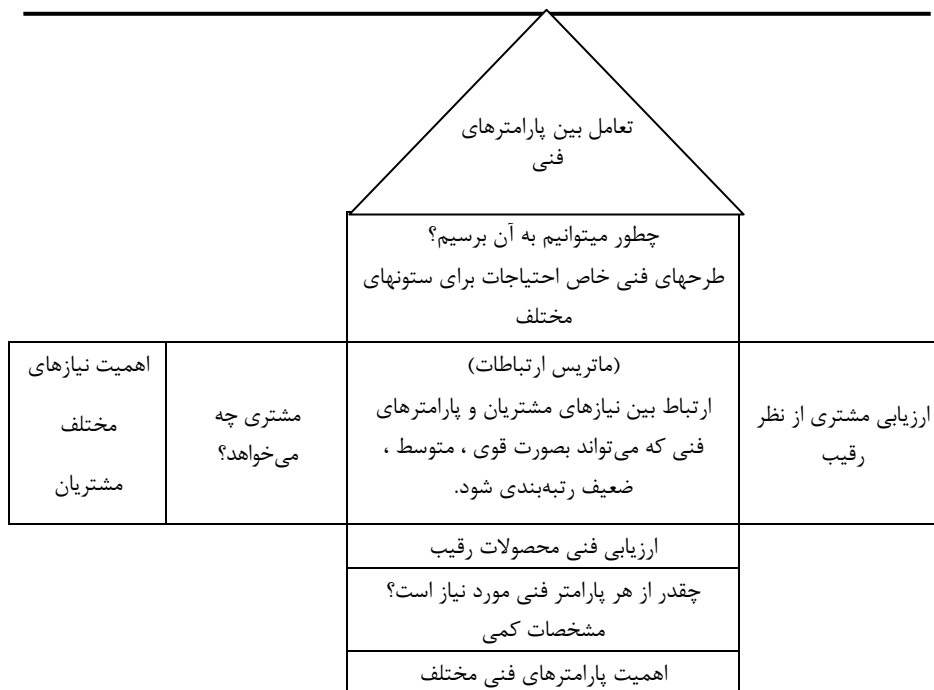 تعامل بین پارامترهای
فنی
چطور میتوانیم به آن برسیم؟
طرحهای فنی خاص احتیاجات برای ستونهای
مختلف
ارزیابی مشتری از نظر
رقیب
(ماتریس ارتباطات)
ارتباط بین نیازهای مشتریان و پارامترهای
فنی که می‌تواند بصورت قوی ، متوسط ،
ضعیف رتبه‌بندی شود.
مشتری چه
می‌خواهد؟
اهمیت نیازهای
مختلف
مشتریان
ارزیابی فنی محصولات رقیب
چقدر از هر پارامتر فنی مورد نیاز است؟
مشخصات کمی
اهمیت پارامترهای فنی مختلف